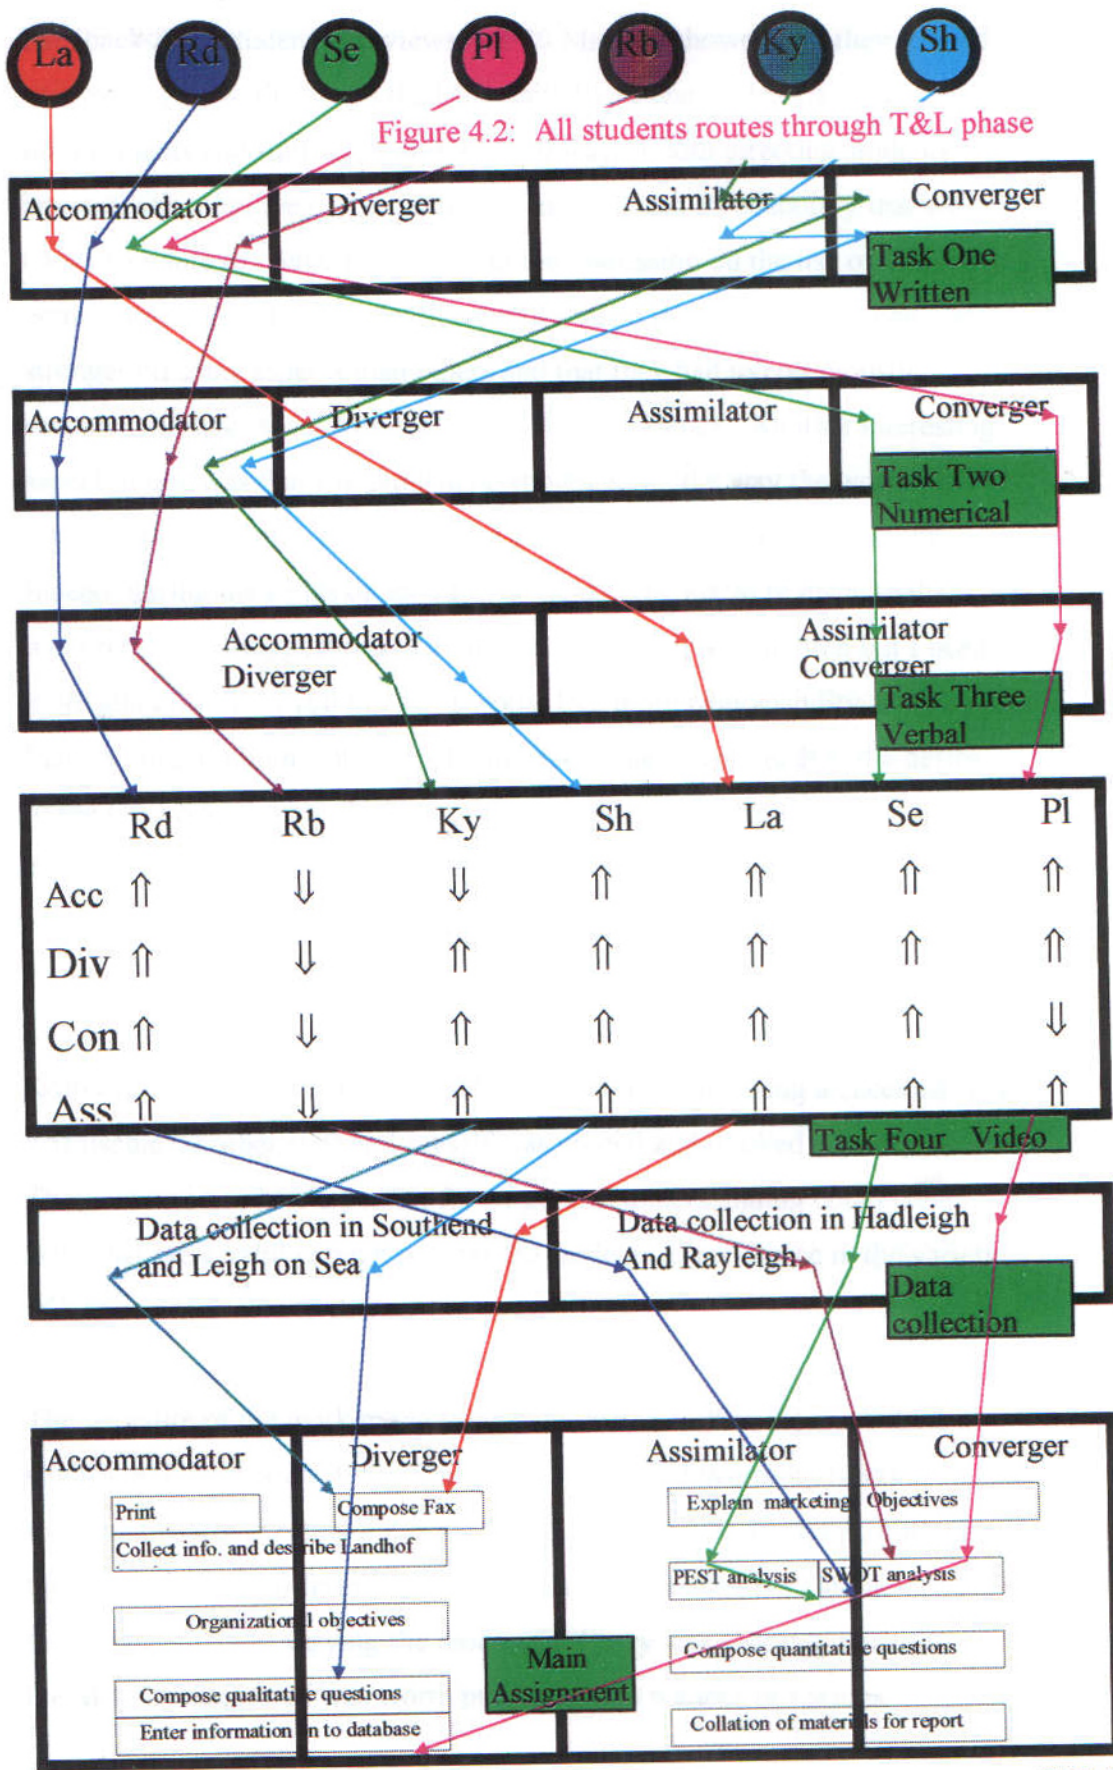 La Rd Se Pl Rb Ky Sh
Figure 4.2: All students routes through T&L phase
Accommodator Diverger Assimilator Converger
Task One
Written
Accommodator Diverger Assimilator Converger
Task Two
Numerical
Accommodator
Diverger
Assimilator
Converger
Task Three
Verbal
Rd Rb Ky Sh La Se Pl
Acc ⇑ ⇓ ⇓ ⇑ ⇑ ⇑ ⇑
Div ⇑ ⇓ ⇑ ⇑ ⇑ ⇑ ⇑
Con ⇑ ⇓ ⇑ ⇑ ⇑ ⇑ ⇓
Ass ⇑ ⇓ ⇑ ⇑ ⇑ ⇑ ⇑
Task Four Video
Data collection in Southend
and Leigh on Sea
Data collection in Hadleigh
And Rayleigh
Data
collection
Accommodator Diverger Assimilator Converger
Print
Compose Fax
Collect info. and describe Landhof
Organizational objectives
Compose qualitative questions
Enter information on to database
Explain marketing Objectives
PEST analysis
SWOT analysis
Compose quantitative questions
Collation of materials for report
Main
Assignment